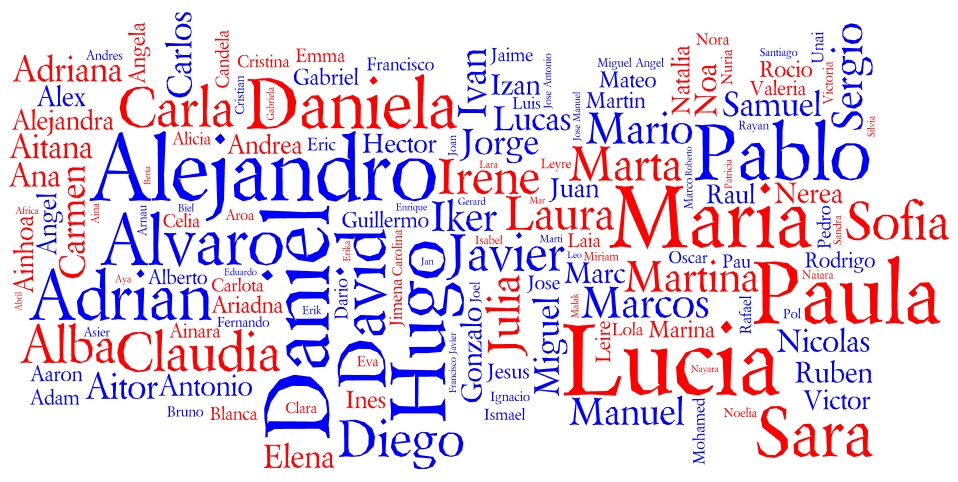 Adriana
Andres
Angela
Carlos
Candela
Cristina
Emma
Gabriel
Francisco
Ivan
Jaime
Izan
Jose Antonio
Luis
Lucas
Miguel Angel
Mateo
Martin
Natalia
Nora
Noa
Nuria
Santiago
Rocio
Valeria
Unai
Victoria
Sergio
Alex
Alejandra
Carla
Cristian
Gabriela
Daniela
Jose Manuel
Mario
Samuel
Rayan
Silvia
Aitana
Alicia
Andrea
Eric
Hector
Joan
Jorge
Pablo
Ana
Carmen
Berta
Alejandro
Irene
Lara
Leyre
Marta
Juan
Marco
Roberto
Patricia
Raul
Nerea
Africa
Angel
Aina
Arnau
Biel
Celia
Aroa
Enrique
Guillermo
Gerard
Iker
Mar
Laura
Maria
Pedro
Sandra
Sofia
Ainhoa
Alvaro
Daniel
Erika
David
Carolina
Jimena
Hugo
Jan
Isabel
Javier
Marti
Laia
Leo
Miriam
Oscar
Pau
Rodrigo
Naiara
Abril
Adrian
Aya
Alberto
Eduardo
Carlota
Ariadna
Dario
Erik
Fernando
Joel
Gonzalo
Julia
Jose
Marc
Malak
Martina
Marcos
Rafael
Paula
Pol
Alba
Asier
Claudia
Ainara
Eva
Francisco Javier
Miguel
Leire
Lola
Marina
Lucia
Nayara
Nicolas
Aaron
Adam
Aitor
Antonio
Bruno
Blanca
Clara
Ines
Jesus
Ignacio
Ismael
Manuel
Mohamed
Noelia
Ruben
Victor
Elena
Diego
Sara